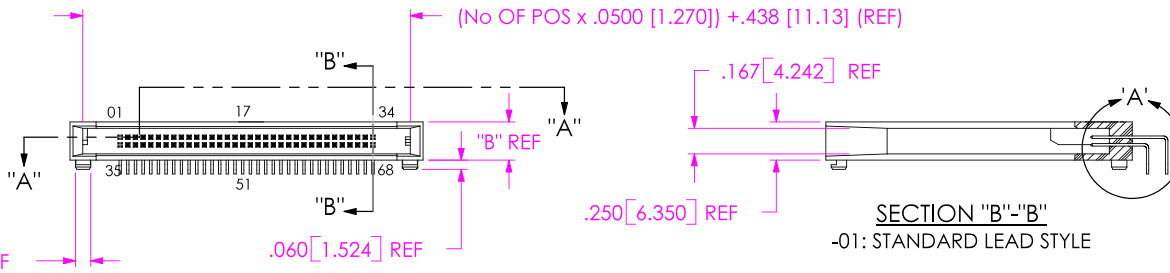 (No OF POS x .0500 [1.270]) +.438 [11.13] (REF)
"B"
.167[4.242] REF
'A'
01 17 34
"A"
"B" REF
"A"
35 51 68
"B"
.250[6.350] REF
SECTION "B"-"B"
.060[1.524] REF
-01: STANDARD LEAD STYLE